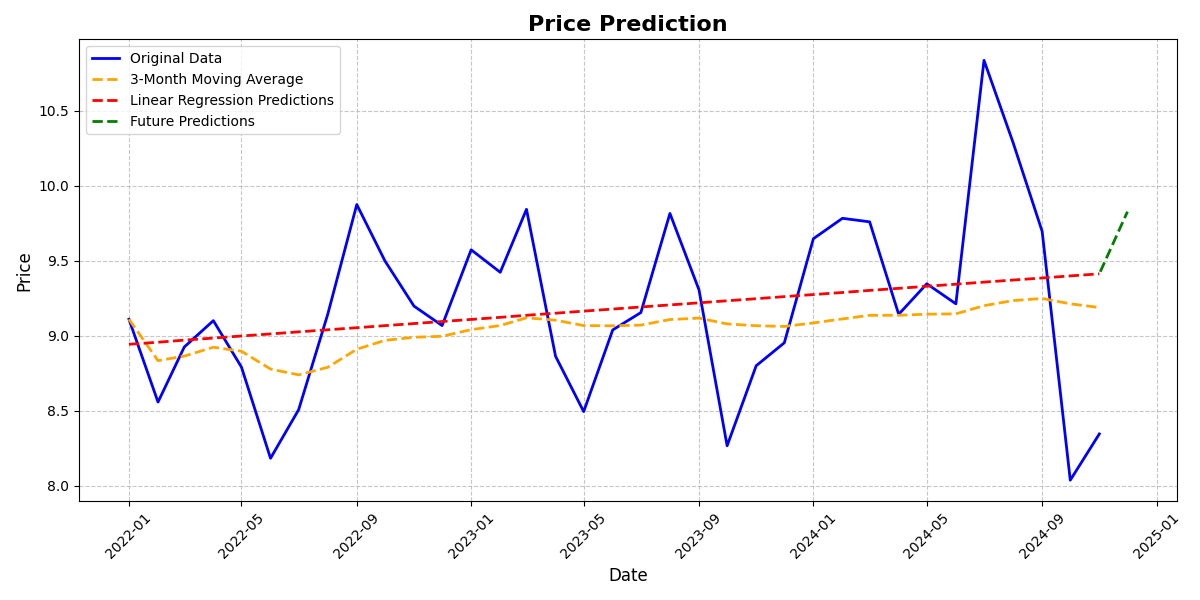 Price Prediction
Original Data
3-Month Moving Average
Linear Regression Predictions
Future Predictions
Price
10.5
10.0
9.5
9.0
8.5
8.0
2022-01
2022-05
2022-09
2023-01
2023-05
2023-09
2024-01
2024-05
2024-09
2025-01
Date